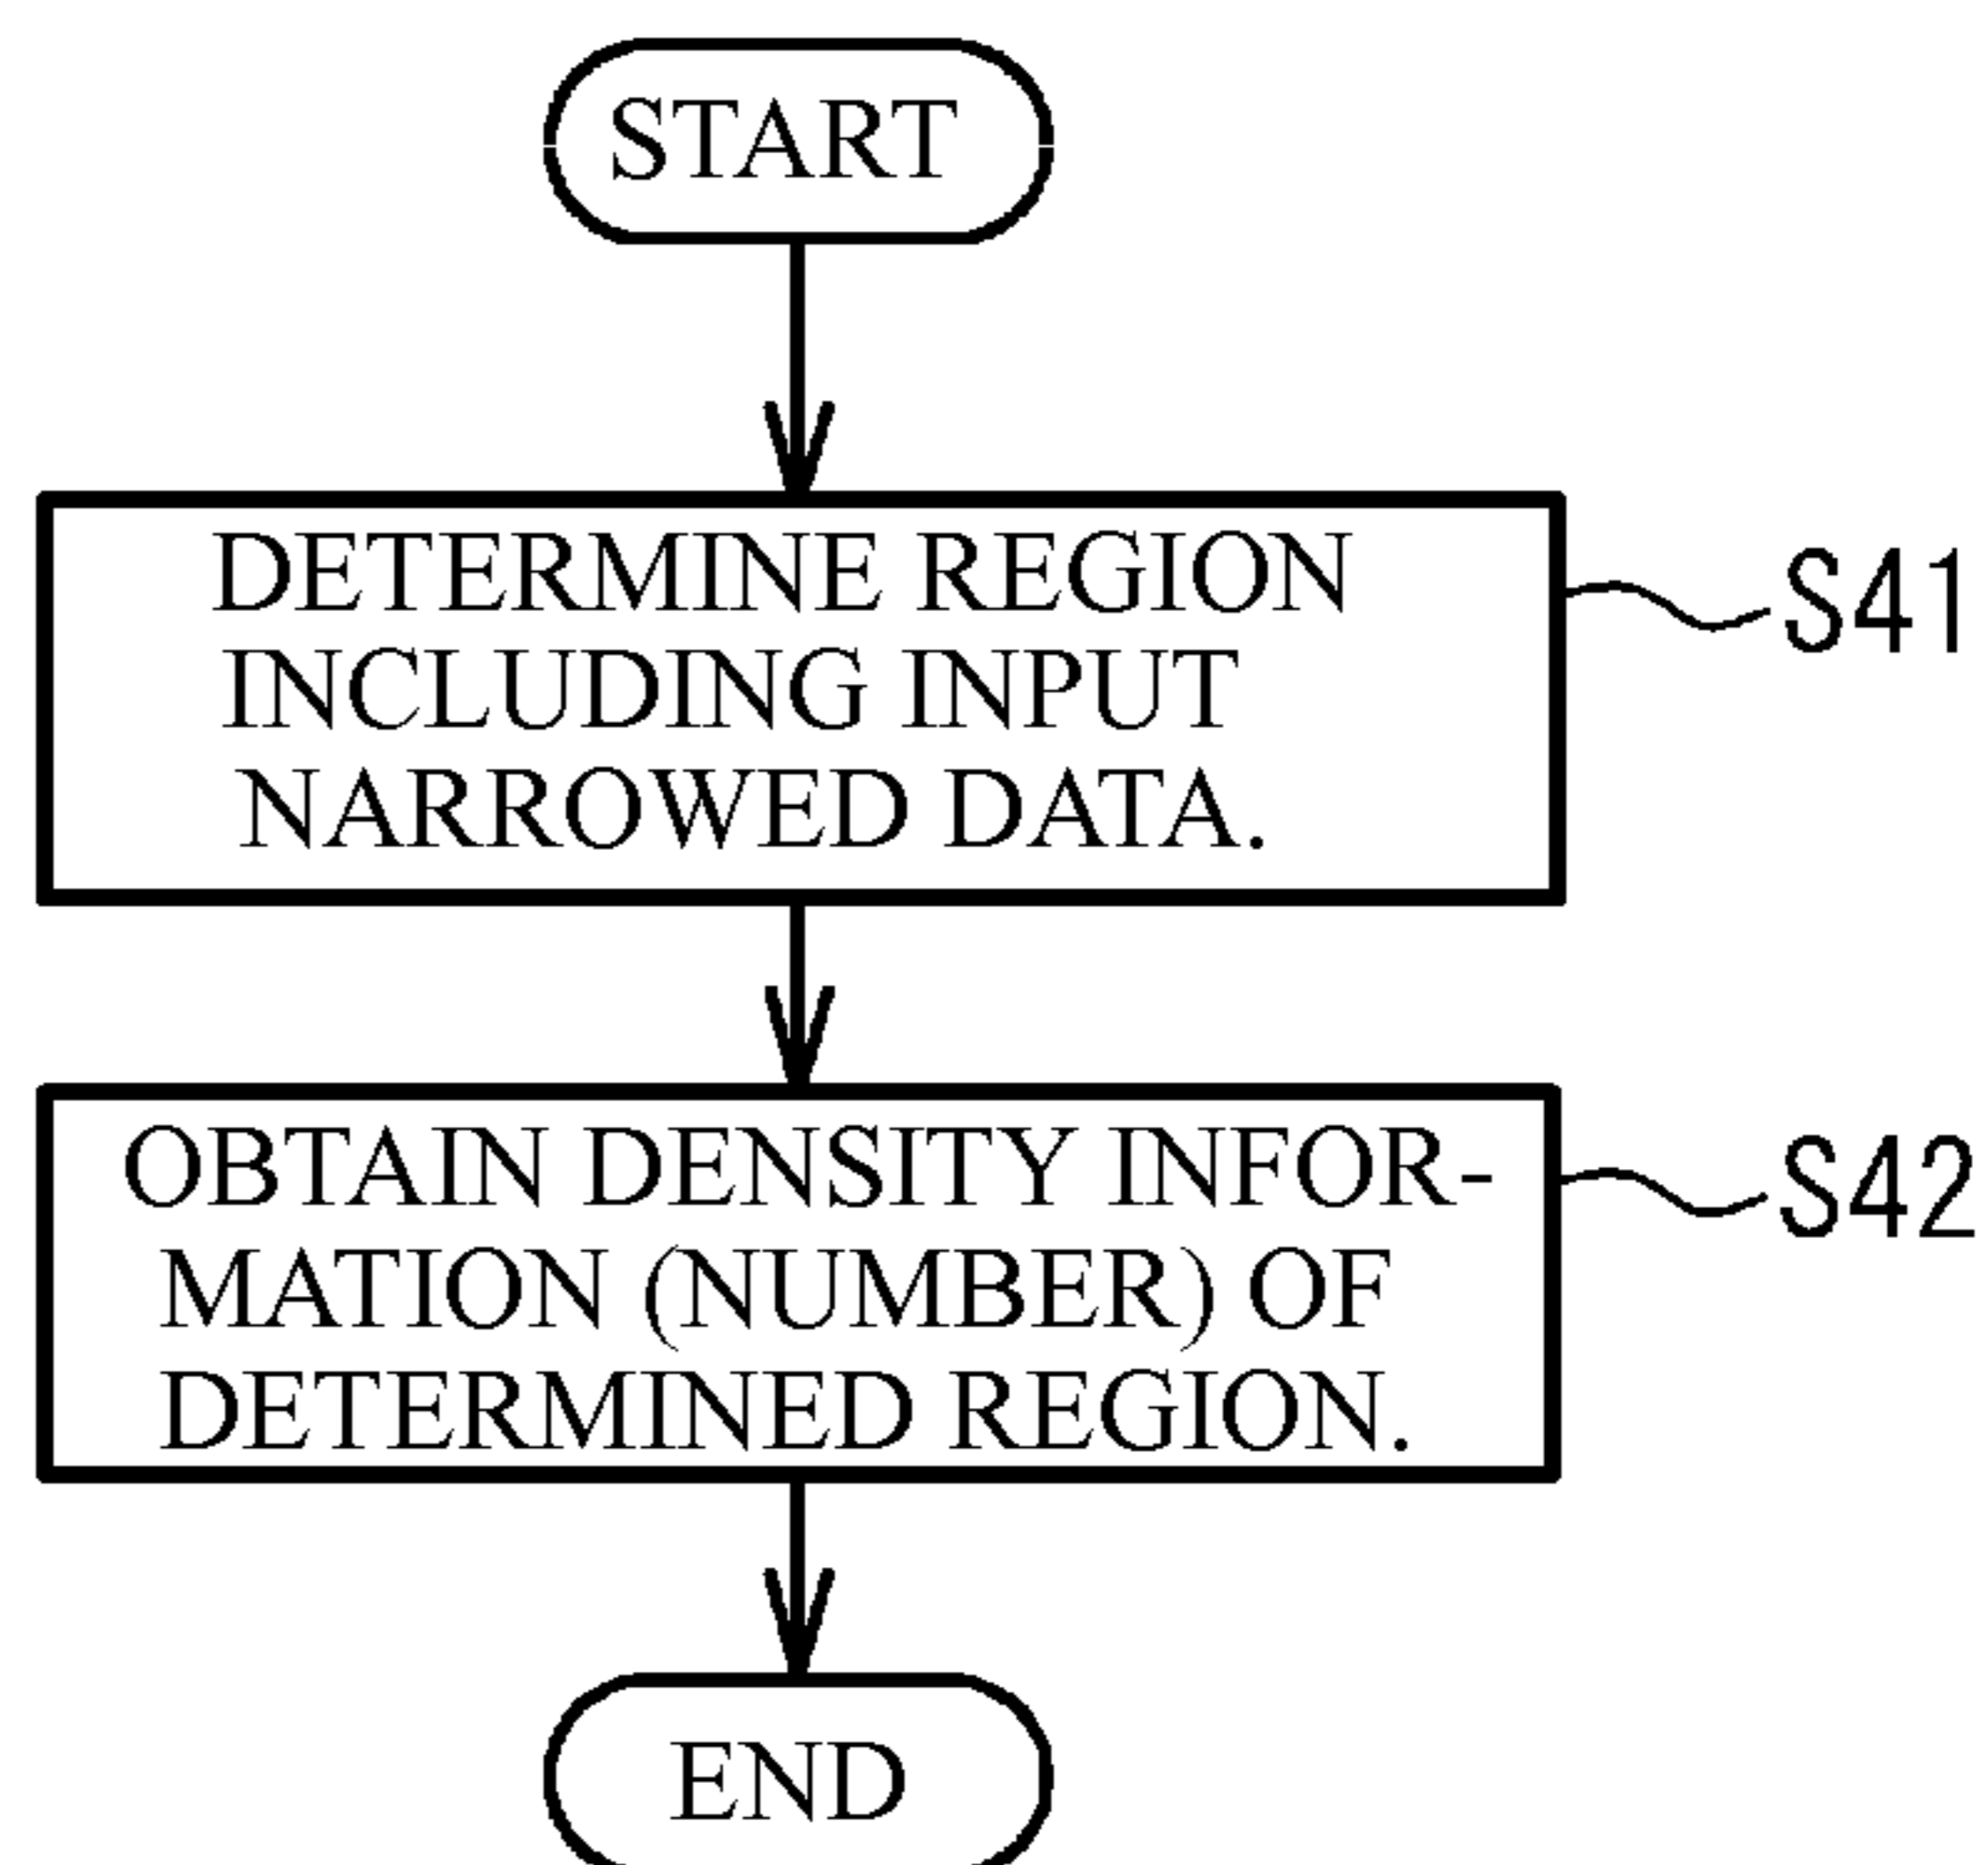 START
DETERMINE REGION
INCLUDING INPUT
NARROWED DATA.
S41
OBTAIN DENSITY INFOR-
MATION (NUMBER) OF
DETERMINED REGION.
S42
END